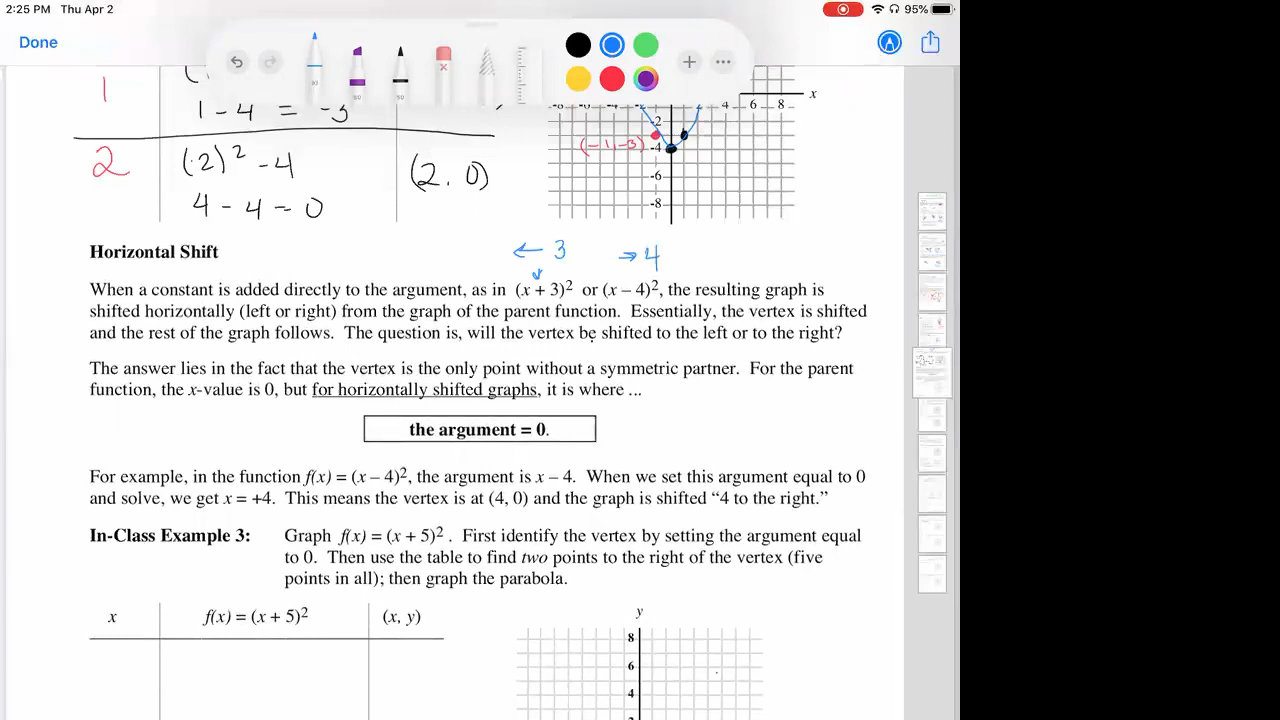 2:25 PM Thu Apr 2
95%
Done
1
1 - 4 = -3
2
(2)² - 4
(2, 0)
4 - 4 = 0
-8 -6 -4 4 6 8 x
-2
(-1,-3)
-4
-6
-8
Horizontal Shift
← 3 → 4
When a constant is added directly to the argument, as in (x + 3)² or (x – 4)², the resulting graph is
shifted horizontally (left or right) from the graph of the parent function. Essentially, the vertex is shifted
and the rest of the graph follows. The question is, will the vertex be shifted to the left or to the right?
The answer lies in the fact that the vertex is the only point without a symmetric partner. For the parent
function, the x-value is 0, but for horizontally shifted graphs, it is where ...
the argument = 0.
For example, in the function f(x) = (x – 4)², the argument is x – 4. When we set this argument equal to 0
and solve, we get x = +4. This means the vertex is at (4, 0) and the graph is shifted “4 to the right.”
In-Class Example 3: Graph f(x) = (x + 5)² . First identify the vertex by setting the argument equal
to 0. Then use the table to find two points to the right of the vertex (five
points in all); then graph the parabola.
x f(x) = (x + 5)² (x, y)
y
8
6
4